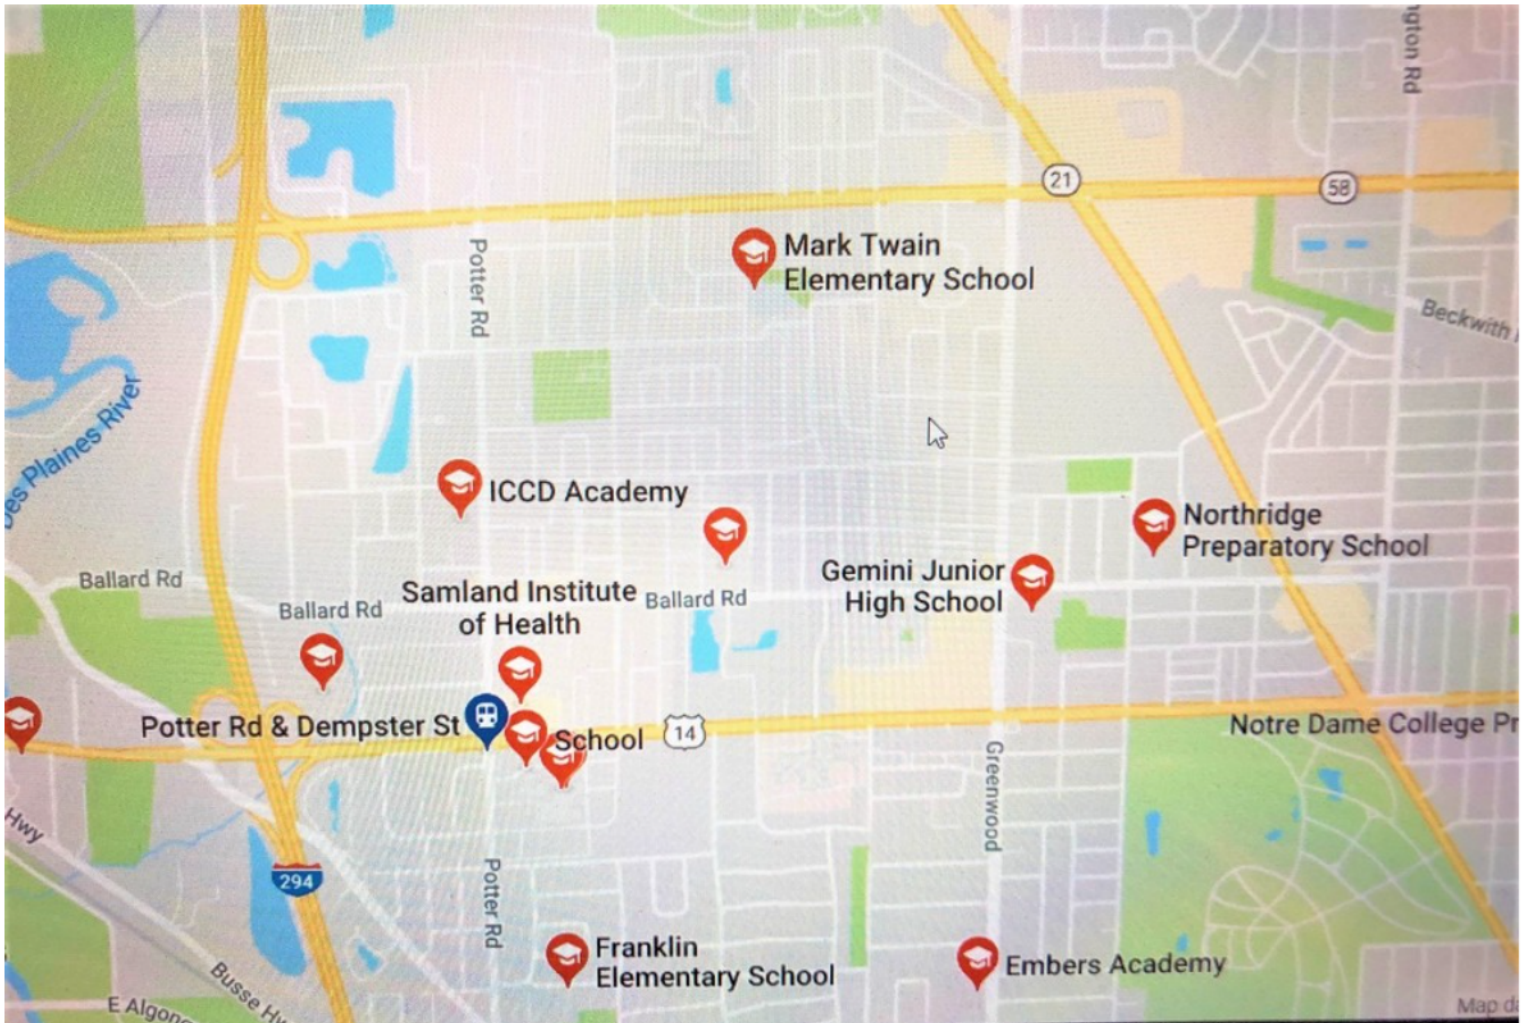 ngton Rd
21
58
Potter Rd
Mark Twain
Elementary School
Beckwith
Des Plaines River
ICCD Academy
Northridge
Preparatory School
Gemini Junior
High School
Ballard Rd
Ballard Rd
Samland Institute
of Health
Ballard Rd
Potter Rd & Dempster St
School
14
Notre Dame College Pr
Greenwood
Hwy
294
Potter Rd
Franklin
Elementary School
Embers Academy
Busse Hw
E Algonq
Map da